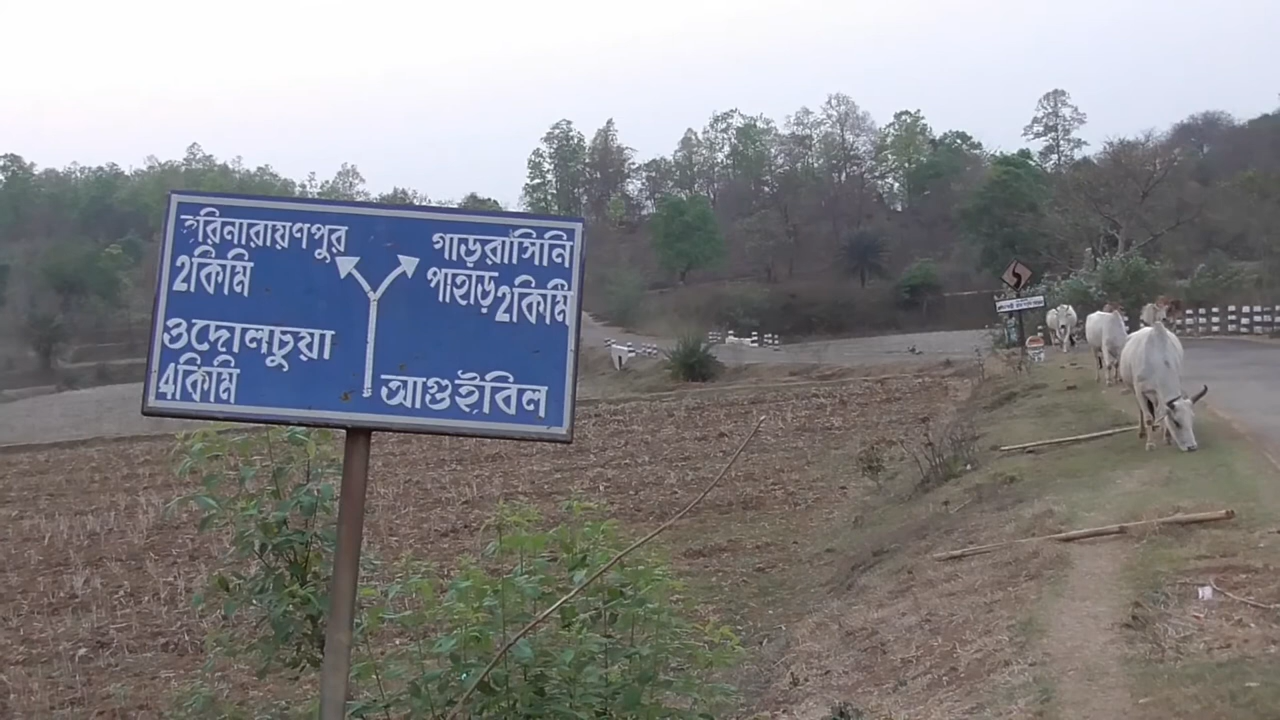 হরিনারায়ণপুর
2কিমি
ওদোলচুয়া
4কিমি
গাড়রাসিনি
পাহাড় 2কিমি
আগুইবিল